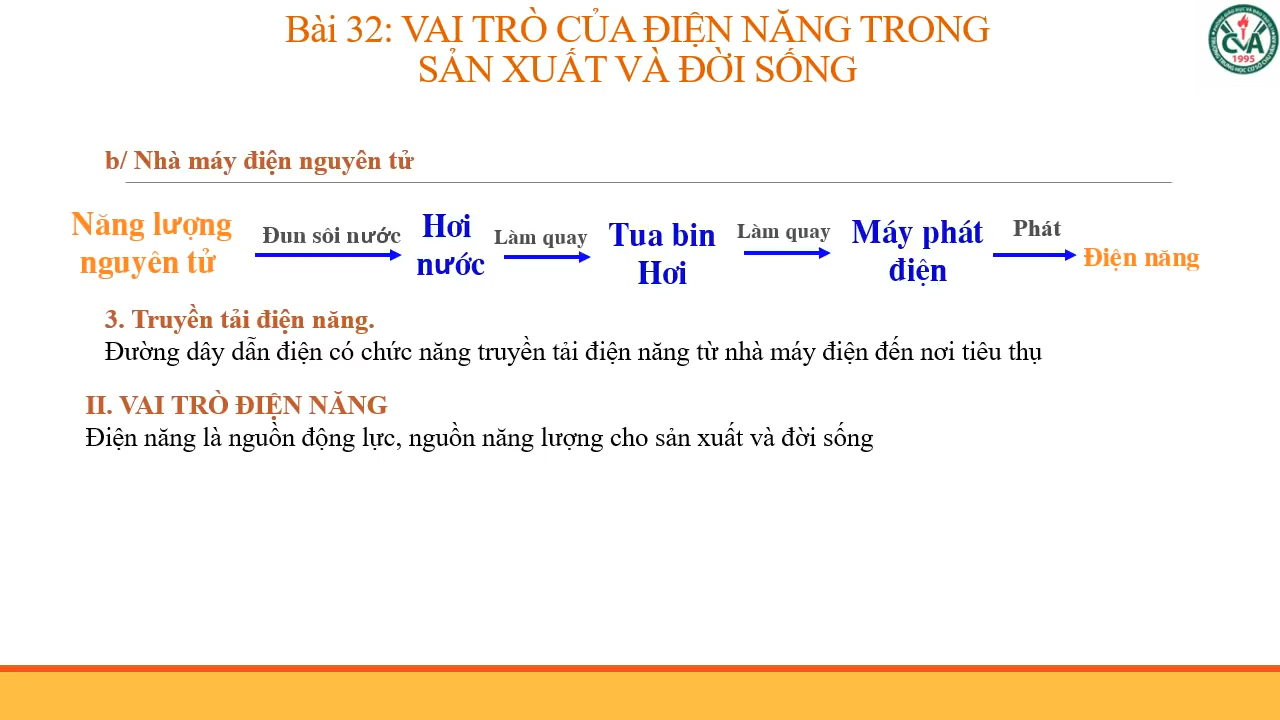 Bài 32: VAI TRÒ CỦA ĐIỆN NĂNG TRONG
SẢN XUẤT VÀ ĐỜI SỐNG
CVA
1995
b/ Nhà máy điện nguyên tử
Năng lượng
nguyên tử
Đun sôi nước
Hơi
nước
Làm quay
Tua bin
Hơi
Làm quay
Máy phát
điện
Phát
Điện năng
3. Truyền tải điện năng.
Đường dây dẫn điện có chức năng truyền tải điện năng từ nhà máy điện đến nơi tiêu thụ
II. VAI TRÒ ĐIỆN NĂNG
Điện năng là nguồn động lực, nguồn năng lượng cho sản xuất và đời sống